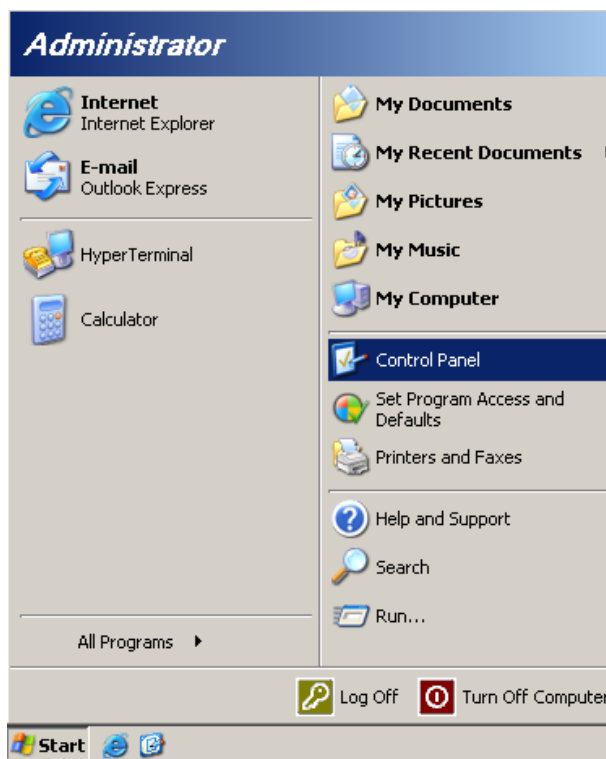 Administrator
Internet
Internet Explorer
E-mail
Outlook Express
HyperTerminal
Calculator
All Programs
My Documents
My Recent Documents
My Pictures
My Music
My Computer
Control Panel
Set Program Access and
Defaults
Printers and Faxes
Help and Support
Search
Run...
Log Off
Turn Off Computer
Start